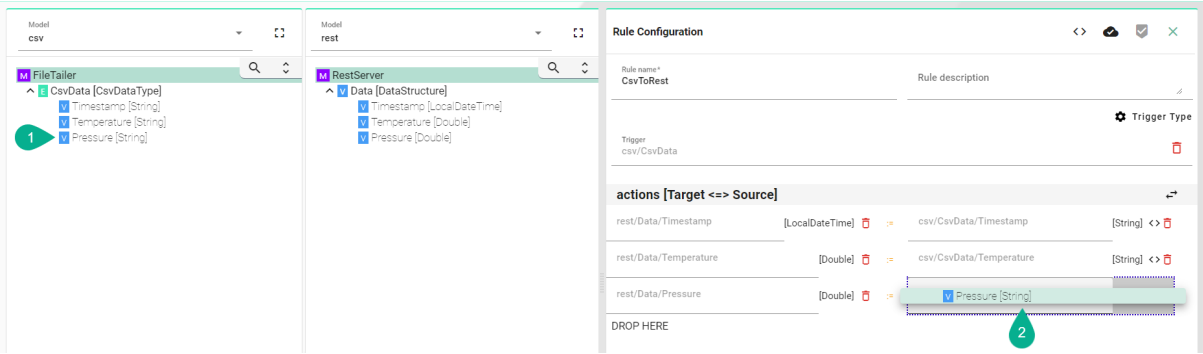 Model
csv
M FileTailer
E CsvData [CsvDataType]
V Timestamp [String]
V Temperature [String]
1
V Pressure [String]
Model
rest
M RestServer
V Data [DataStructure]
V Timestamp [LocalDateTime]
V Temperature [Double]
V Pressure [Double]
Rule Configuration
<>
Rule name*
CsvToRest
Rule description
Trigger Type
Trigger
csv/CsvData
actions [Target <=> Source]
rest/Data/Timestamp [LocalDateTime] := csv/CsvData/Timestamp [String] <>
rest/Data/Temperature [Double] := csv/CsvData/Temperature [String] <>
rest/Data/Pressure [Double] := V Pressure [String]
DROP HERE
2